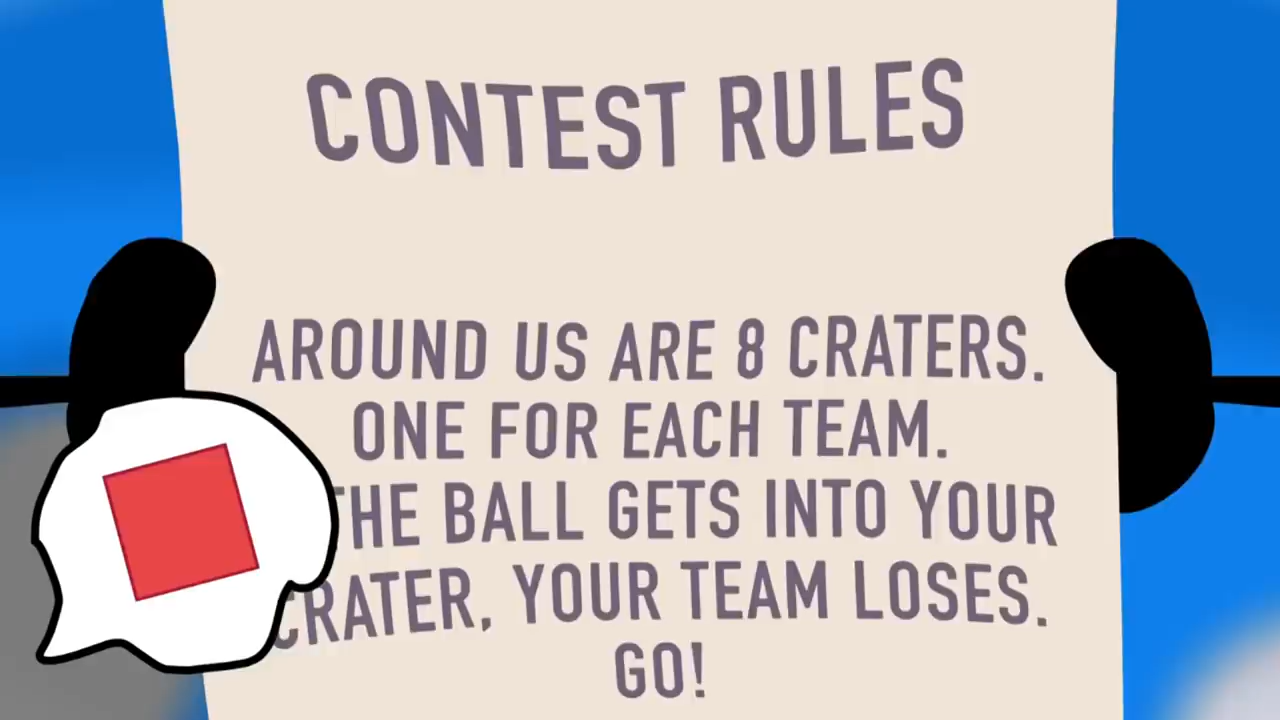 CONTEST RULES
AROUND US ARE 8 CRATERS.
ONE FOR EACH TEAM.
THE BALL GETS INTO YOUR
CRATER, YOUR TEAM LOSES.
GO!